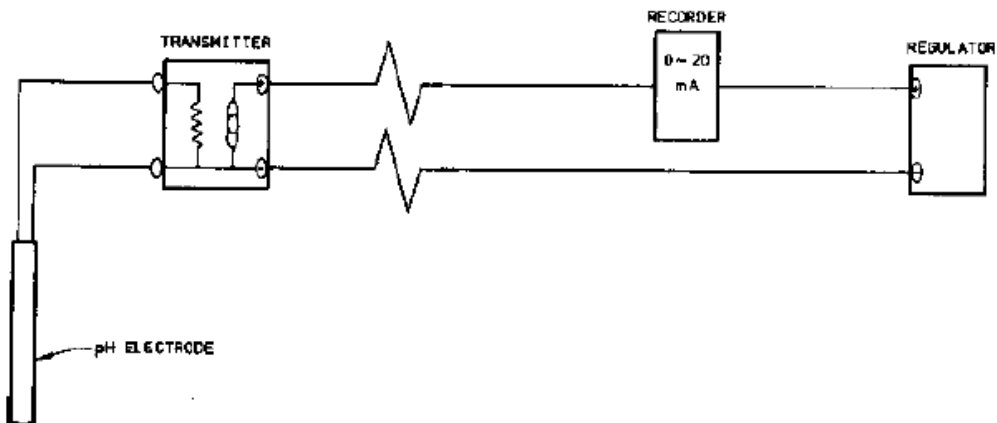 RECORDER
TRANSMITTER
REGULATOR
0~20
mA
pH ELECTRODE